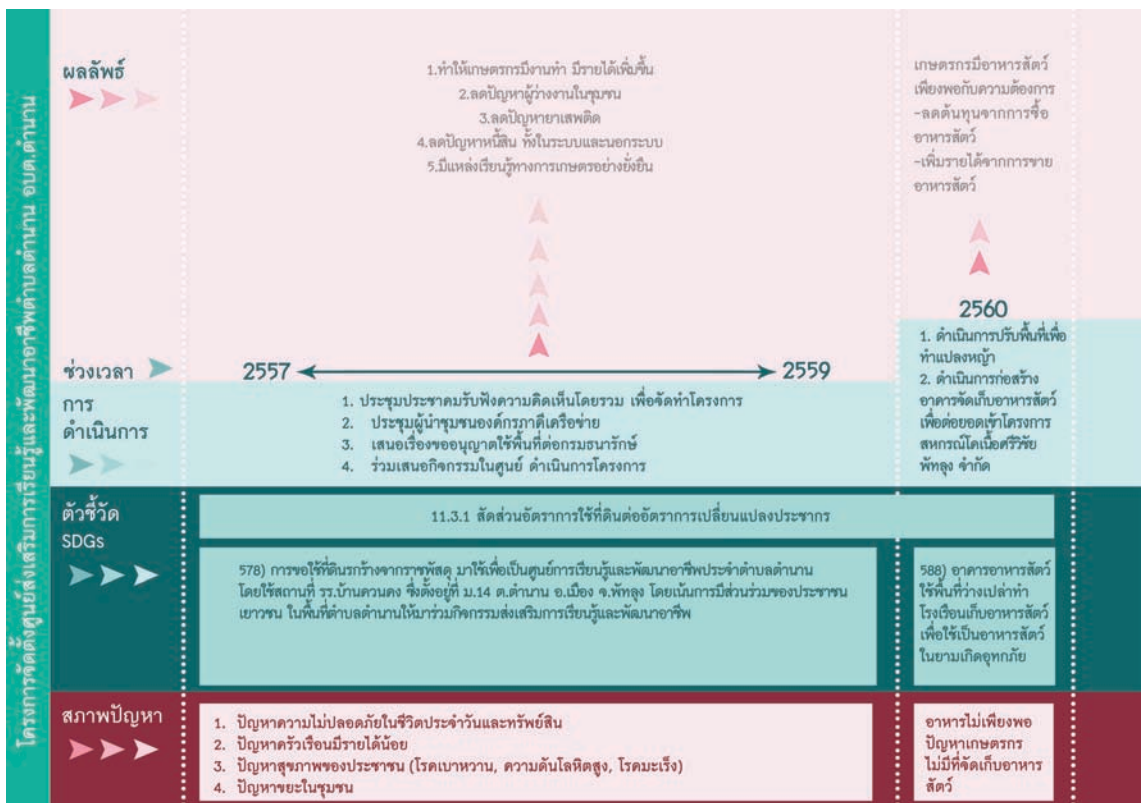 โครงการจัดตั้งศูนย์ส่งเสริมการเรียนรู้และพัฒนาอาชีพตำบลตำนาน อบต.ตำนาน
ผลลัพธ์
1.ทำให้เกษตรกรมีงานทำ มีรายได้เพิ่มขึ้น
2.ลดปัญหาผู้ว่างงานในชุมชน
3.ลดปัญหายาเสพติด
4.ลดปัญหาหนี้สิน ทั้งในระบบและนอกระบบ
5.มีแหล่งเรียนรู้ทางการเกษตรอย่างยั่งยืน
เกษตรกรมีอาหารสัตว์
เพียงพอกับความต้องการ
-ลดต้นทุนจากการซื้อ
อาหารสัตว์
-เพิ่มรายได้จากการขาย
อาหารสัตว์
ช่วงเวลา
2557
2559
2560
การ
ดำเนินการ
1. ประชุมประชาคมรับฟังความคิดเห็นโดยรวม เพื่อจัดทำโครงการ
2. ประชุมผู้นำชุมชนองค์กรภาคีเครือข่าย
3. เสนอเรื่องขออนุญาตใช้พื้นที่ต่อกรมธนารักษ์
4. ร่วมเสนอกิจกรรมในศูนย์ ดำเนินการโครงการ
1. ดำเนินการปรับพื้นที่เพื่อ
ทำแปลงหญ้า
2. ดำเนินการก่อสร้าง
อาคารจัดเก็บอาหารสัตว์
เพื่อต่อยอดเข้าโครงการ
สหกรณ์โคเนื้อศรีวิชัย
พัทลุง จำกัด
ตัวชี้วัด
SDGs
11.3.1 สัดส่วนอัตราการใช้ที่ดินต่ออัตราการเปลี่ยนแปลงประชากร
578) การขอใช้ที่ดินรกร้างจากราชพัสดุ มาใช้เพื่อเป็นศูนย์การเรียนรู้และพัฒนาอาชีพประจำตำบลตำนาน
โดยใช้สถานที่ รร.บ้านควนคง ซึ่งตั้งอยู่ที่ ม.14 ต.ตำนาน อ.เมือง จ.พัทลุง โดยเน้นการมีส่วนร่วมของประชาชน
เยาวชน ในพื้นที่ตำบลตำนานให้มาร่วมกิจกรรมส่งเสริมการเรียนรู้และพัฒนาอาชีพ
588) อาคารอาหารสัตว์
ใช้พื้นที่ว่างเปล่าทำ
โรงเรือนเก็บอาหารสัตว์
เพื่อใช้เป็นอาหารสัตว์
ในยามเกิดอุทกภัย
สภาพปัญหา
1. ปัญหาความไม่ปลอดภัยในชีวิตประจำวันและทรัพย์สิน
2. ปัญหาครัวเรือนมีรายได้น้อย
3. ปัญหาสุขภาพของประชาชน (โรคเบาหวาน, ความดันโลหิตสูง, โรคมะเร็ง)
4. ปัญหาขยะในชุมชน
อาหารไม่เพียงพอ
ปัญหาเกษตรกร
ไม่มีที่จัดเก็บอาหาร
สัตว์